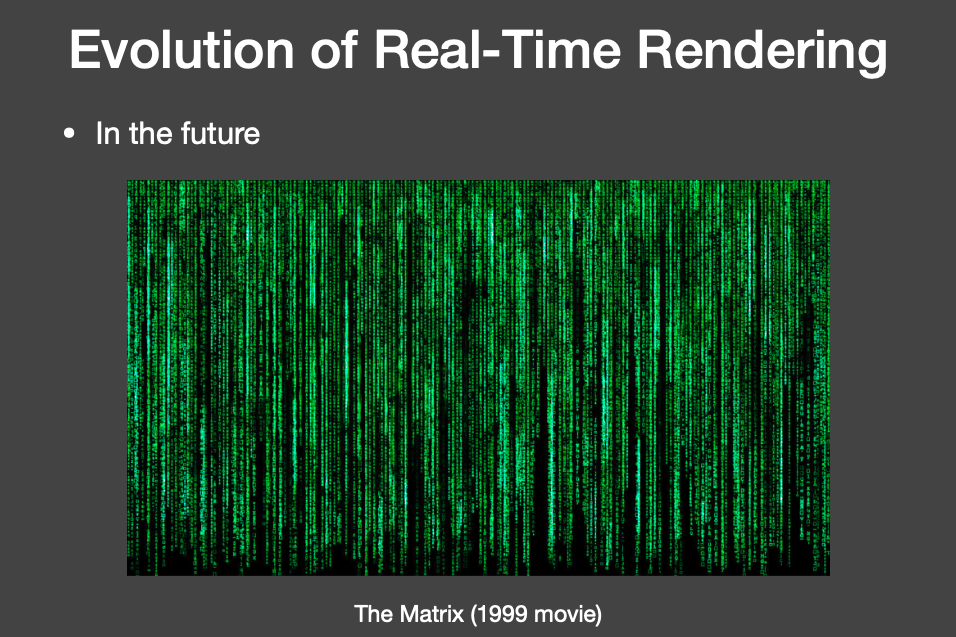 Evolution of Real-Time Rendering
• In the future
The Matrix (1999 movie)